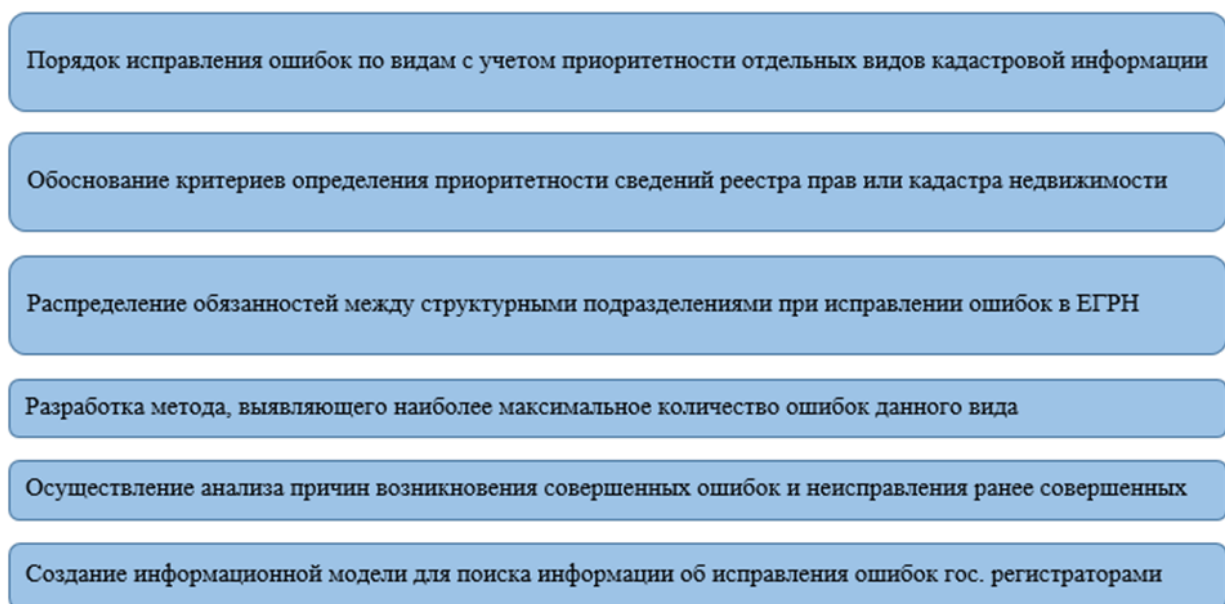 Порядок исправления ошибок по видам с учетом приоритетности отдельных видов кадастровой информации
Обоснование критериев определения приоритетности сведений реестра прав или кадастра недвижимости
Распределение обязанностей между структурными подразделениями при исправлении ошибок в ЕГРН
Разработка метода, выявляющего наиболее максимальное количество ошибок данного вида
Осуществление анализа причин возникновения совершенных ошибок и неисправления ранее совершенных
Создание информационной модели для поиска информации об исправления ошибок гос. регистраторами